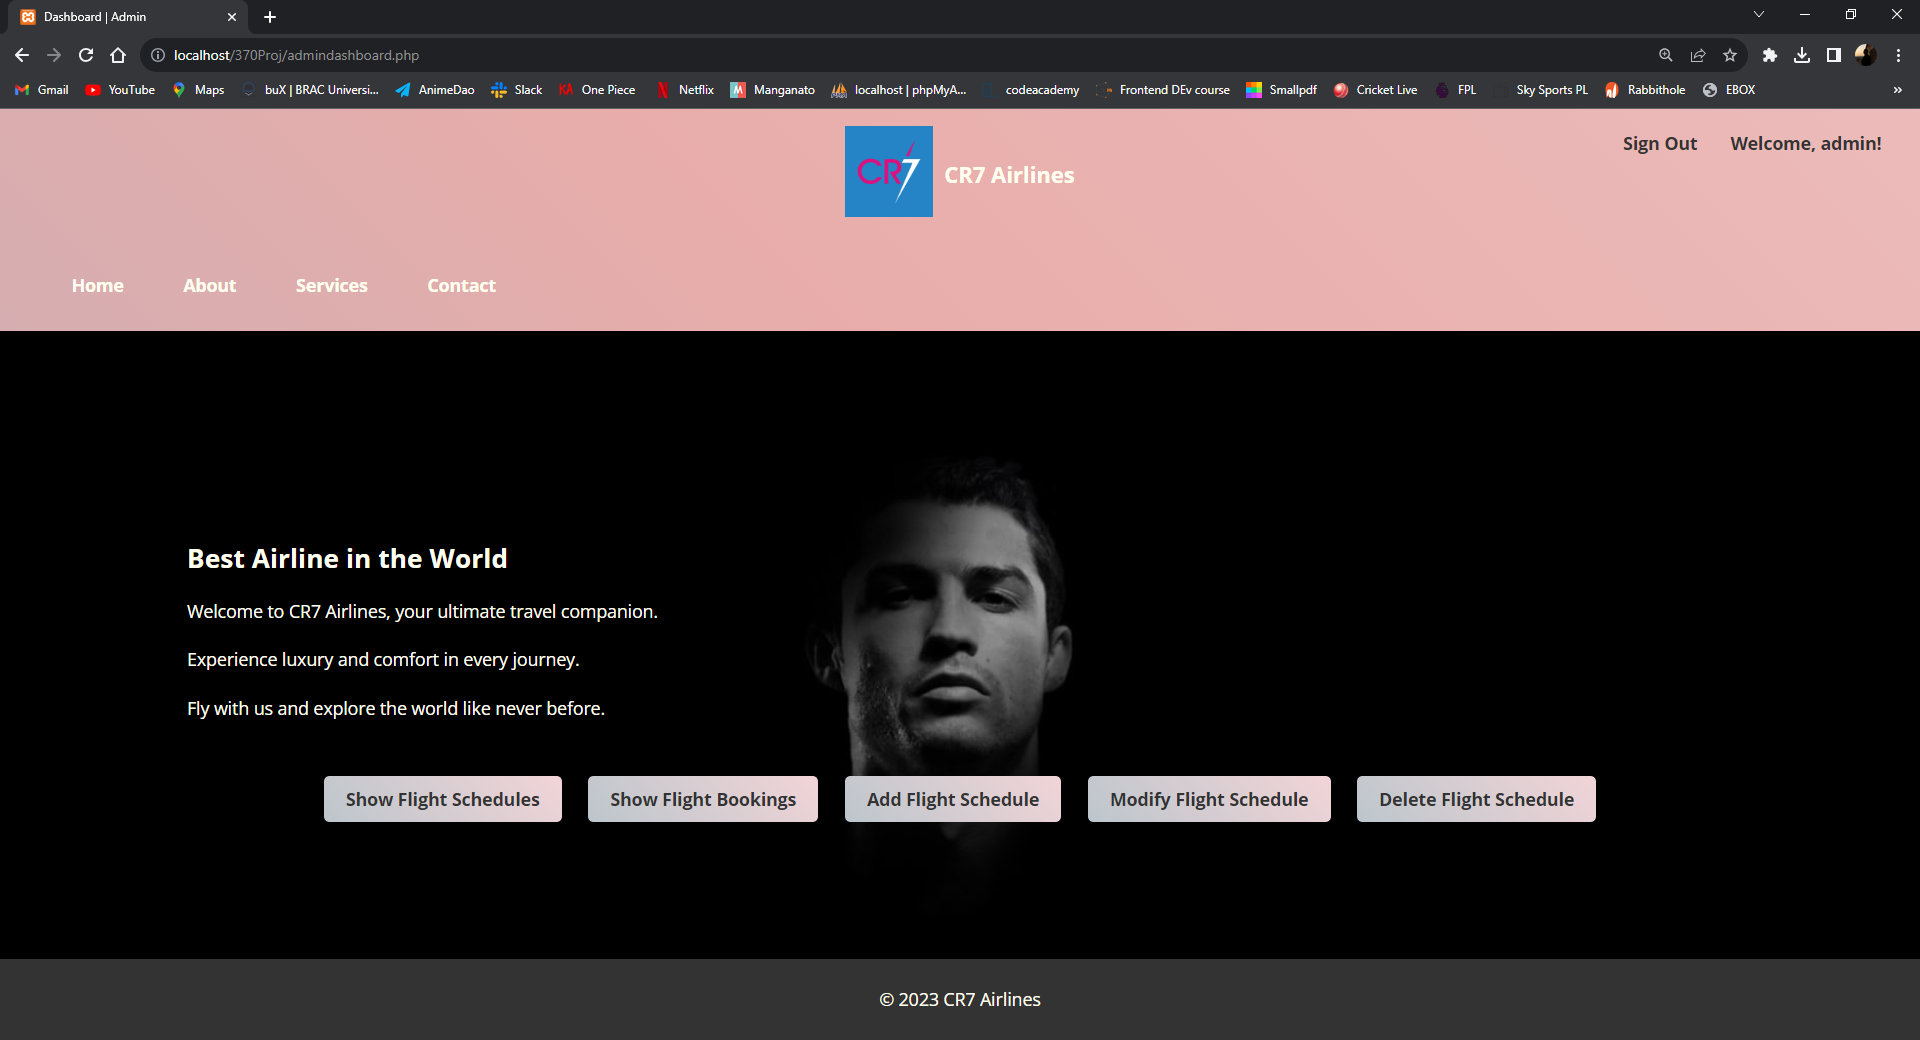 Dashboard | Admin
localhost/370Proj/admindashboard.php
Gmail YouTube Maps buX | BRAC Universi... AnimeDao Slack KA One Piece Netflix M Manganato localhost | phpMyA... codeacademy Frontend DEv course Smallpdf Cricket Live FPL Sky Sports PL Rabbithole EBOX »
Sign Out Welcome, admin!
CR7 CR7 Airlines
Home About Services Contact
Best Airline in the World
Welcome to CR7 Airlines, your ultimate travel companion.
Experience luxury and comfort in every journey.
Fly with us and explore the world like never before.
Show Flight Schedules Show Flight Bookings Add Flight Schedule Modify Flight Schedule Delete Flight Schedule
© 2023 CR7 Airlines